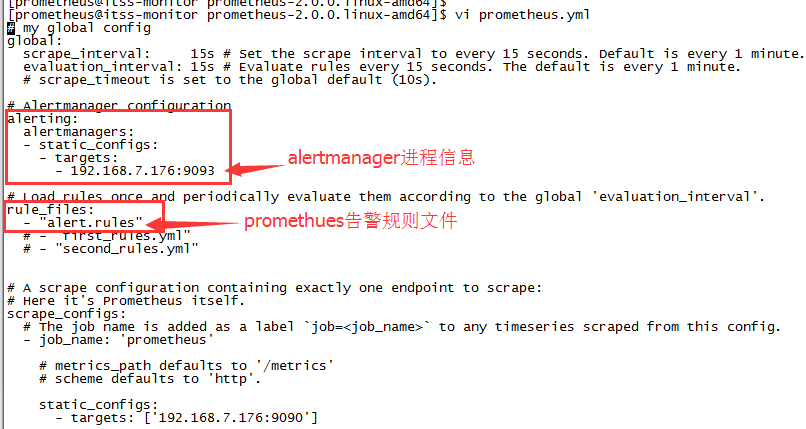 [prometheus@itss-monitor prometheus-2.0.0.linux-amd64]$
[prometheus@itss-monitor prometheus-2.0.0.linux-amd64]$ vi prometheus.yml
# my global config
global:
  scrape_interval:     15s # Set the scrape interval to every 15 seconds. Default is every 1 minute.
  evaluation_interval: 15s # Evaluate rules every 15 seconds. The default is every 1 minute.
  # scrape_timeout is set to the global default (10s).
# Alertmanager configuration
alerting:
  alertmanagers:
  - static_configs:
    - targets:
      - 192.168.7.176:9093
alertmanager进程信息
# Load rules once and periodically evaluate them according to the global 'evaluation_interval'.
rule_files:
  - "alert.rules"
promethues告警规则文件
  # - "first_rules.yml"
  # - "second_rules.yml"
# A scrape configuration containing exactly one endpoint to scrape:
# Here it's Prometheus itself.
scrape_configs:
  # The job name is added as a label `job=<job_name>` to any timeseries scraped from this config.
  - job_name: 'prometheus'
    # metrics_path defaults to '/metrics'
    # scheme defaults to 'http'.
    static_configs:
      - targets: ['192.168.7.176:9090']